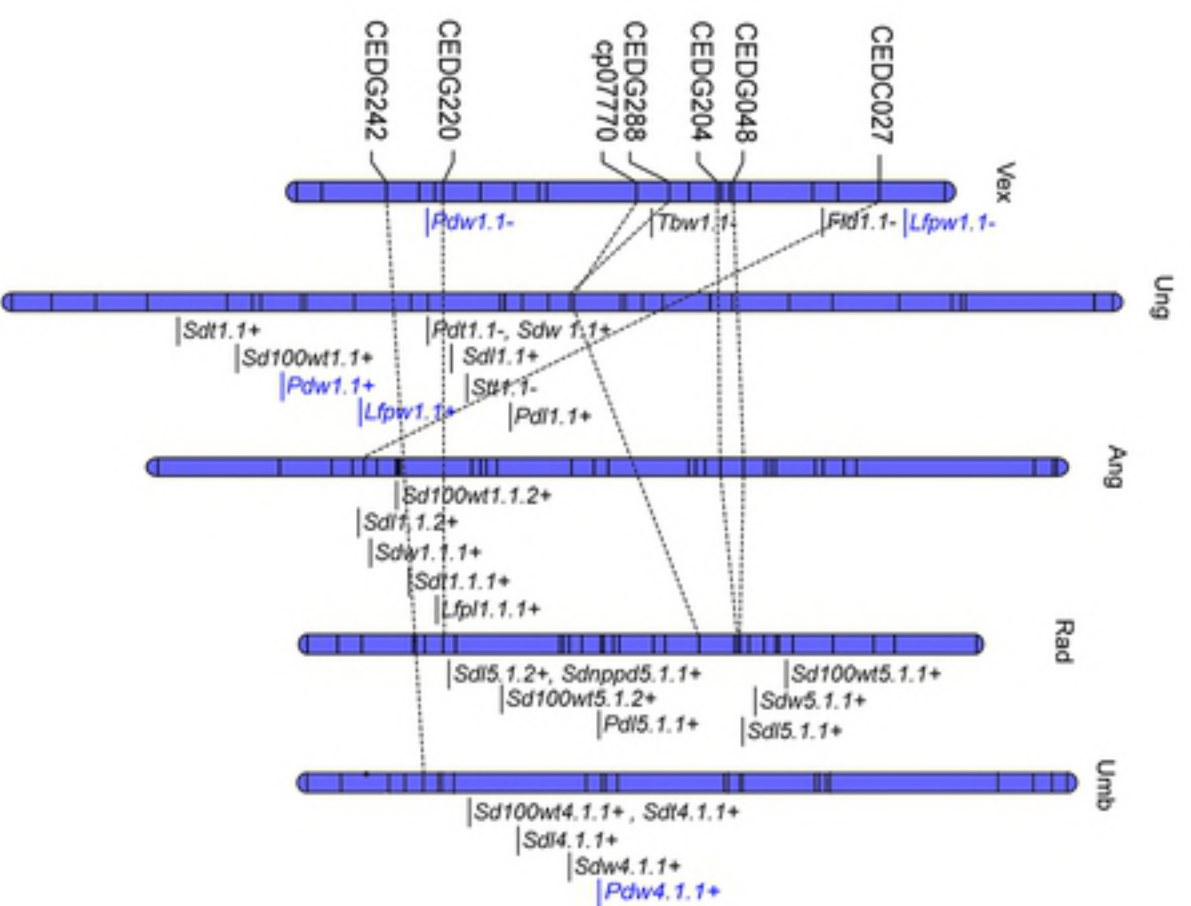 CEDG242
CEDG220
cp07770
CEDG288
CEDG204
CEDG048
CEDC027
Vex
Pdw1.1-
Tbw1.1-
Fld1.1-
Lfpw1.1-
Ung
Sdt1.1+
Pdt1.1-, Sdw 1.1+
Sd100wt1.1+
Sdl1.1+
Pdw1.1+
Stt1.1-
Lfpw1.1+
Pdl1.1+
Ang
Sd100wt1.1.2+
Sdl1.1.2+
Sdw1.1.1+
Sdt1.1.1+
Lfpl1.1.1+
Rad
Sdl5.1.2+, Sdnppd5.1.1+
Sd100wt5.1.1+
Sd100wt5.1.2+
Sdw5.1.1+
Pdl5.1.1+
Sdl5.1.1+
Umb
Sd100wt4.1.1+ , Sdt4.1.1+
Sdl4.1.1+
Sdw4.1.1+
Pdw4.1.1+